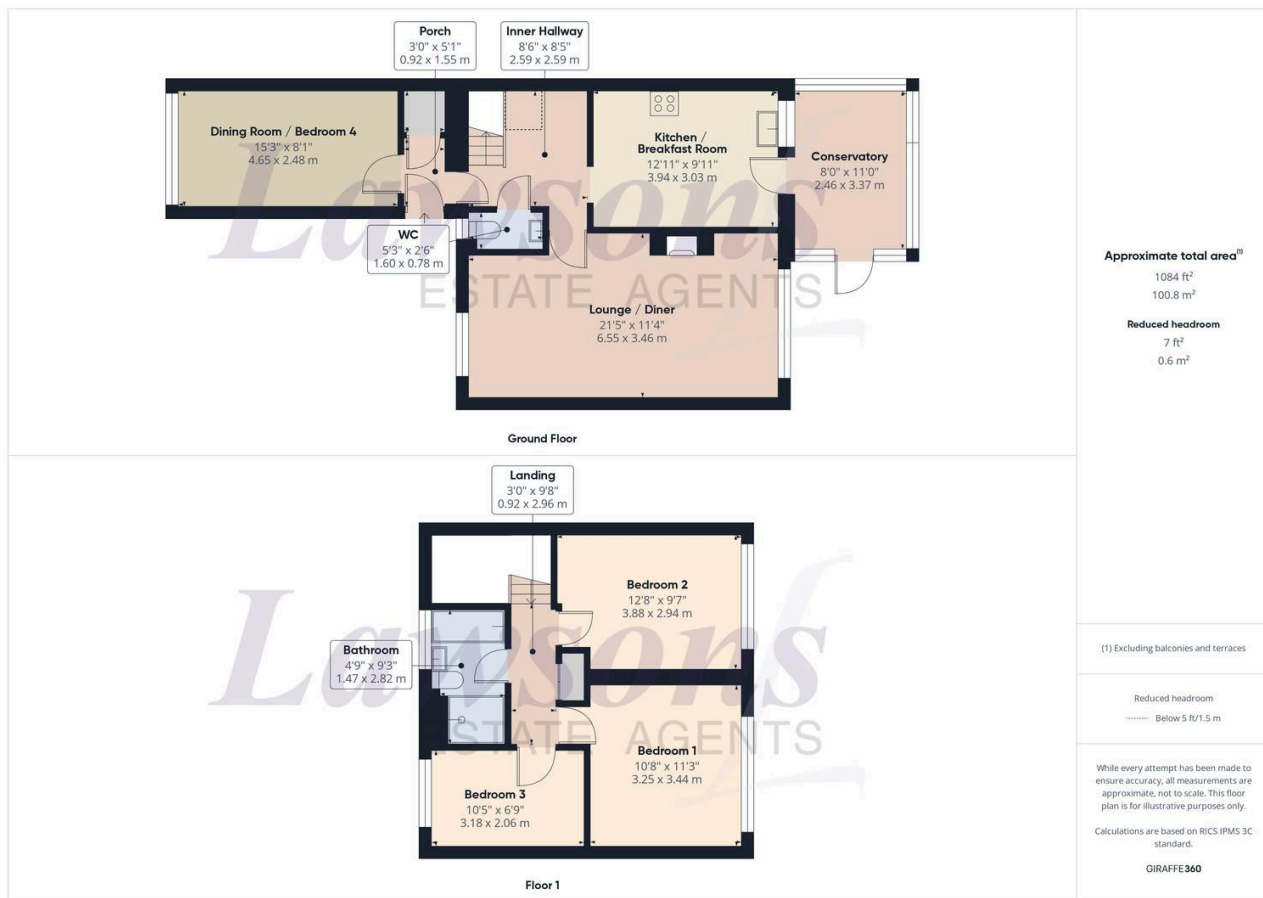 Porch
3'0" x 5'1"
0.92 x 1.55 m
Inner Hallway
8'6" x 8'5"
2.59 x 2.59 m
Dining Room / Bedroom 4
15'3" x 8'1"
4.65 x 2.48 m
Kitchen /
Breakfast Room
12'11" x 9'11"
3.94 x 3.03 m
Conservatory
8'0" x 11'0"
2.46 x 3.37 m
WC
5'3" x 2'6"
1.60 x 0.78 m
Lounge / Diner
21'5" x 11'4"
6.55 x 3.46 m
Lawsons
ESTATE AGENTS
Ground Floor
Landing
3'0" x 9'8"
0.92 x 2.96 m
Bedroom 2
12'8" x 9'7"
3.88 x 2.94 m
Bathroom
4'9" x 9'3"
1.47 x 2.82 m
Bedroom 1
10'8" x 11'3"
3.25 x 3.44 m
Bedroom 3
10'5" x 6'9"
3.18 x 2.06 m
Lawsons
ESTATE AGENTS
Floor 1
Approximate total area⁽¹⁾
1084 ft²
100.8 m²
Reduced headroom
7 ft²
0.6 m²
(1) Excluding balconies and terraces
Reduced headroom
Below 5 ft/1.5 m
While every attempt has been made to
ensure accuracy, all measurements are
approximate, not to scale. This floor
plan is for illustrative purposes only.
Calculations are based on RICS IPMS 3C
standard.
GIRAFFE360